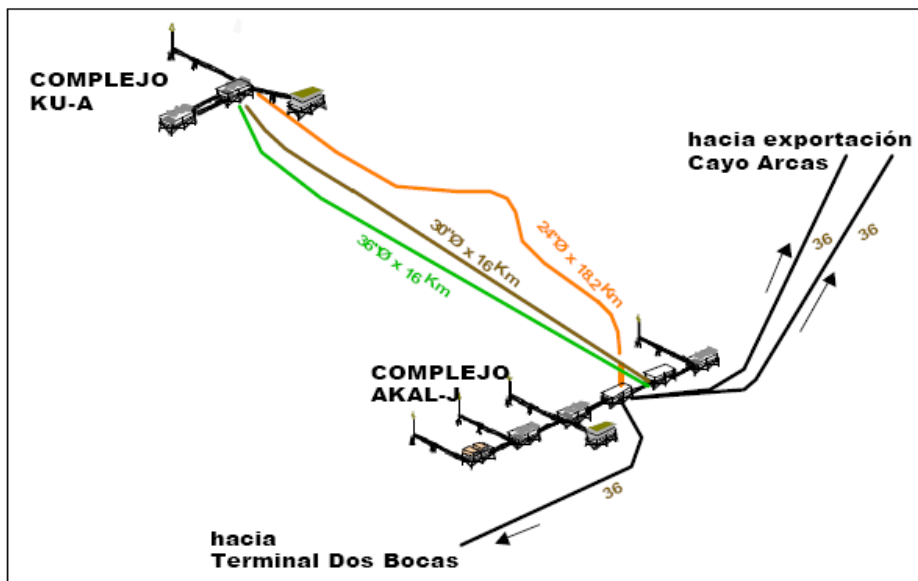 COMPLEJO
KU-A
hacia exportación
Cayo Arcas
36
36
24"Ø x 18.2 Km
30"Ø x 16 Km
36"Ø x 16 Km
COMPLEJO
AKAL-J
36
hacia
Terminal Dos Bocas